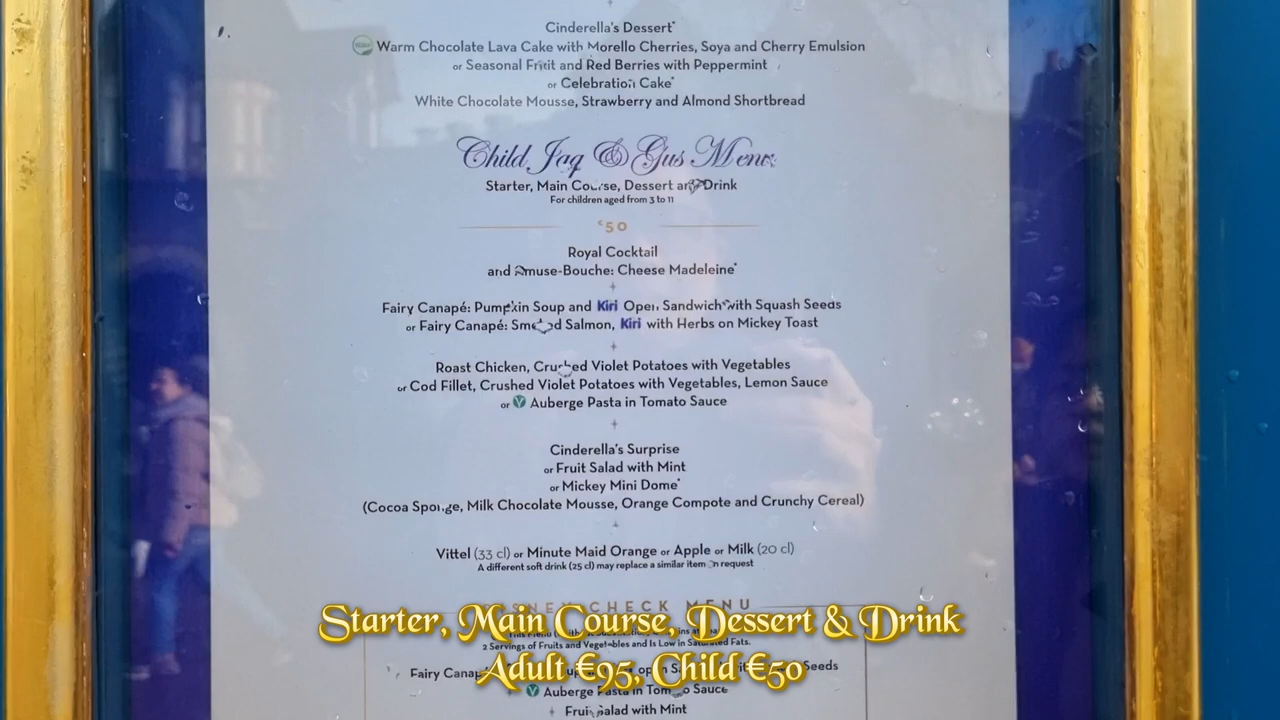 Cinderella's Dessert*
Warm Chocolate Lava Cake with Morello Cherries, Soya and Cherry Emulsion
or Seasonal Fruit and Red Berries with Peppermint
or Celebration Cake*
White Chocolate Mousse, Strawberry and Almond Shortbread
Child Jaq & Gus Menu
Starter, Main Course, Dessert and Drink
For children aged from 3 to 11
€50
Royal Cocktail
and Amuse-Bouche: Cheese Madeleine*
Fairy Canapé: Pumpkin Soup and Kiri Open Sandwich with Squash Seeds
or Fairy Canapé: Smoked Salmon, Kiri with Herbs on Mickey Toast
Roast Chicken, Crushed Violet Potatoes with Vegetables
or Cod Fillet, Crushed Violet Potatoes with Vegetables, Lemon Sauce
or V Auberge Pasta in Tomato Sauce
Cinderella's Surprise
or Fruit Salad with Mint
or Mickey Mini Dome*
(Cocoa Sponge, Milk Chocolate Mousse, Orange Compote and Crunchy Cereal)
Vittel (33 cl) or Minute Maid Orange or Apple or Milk (20 cl)
A different soft drink (25 cl) may replace a similar item on request
CHECK MENU
Starter, Main Course, Dessert & Drink
2 Servings of Fruits and Vegetables and Is Low in Saturated Fats.
Adult €95, Child €50
Fairy Seeds
V Auberge Pasta in Tomato Sauce
Fruit Salad with Mint